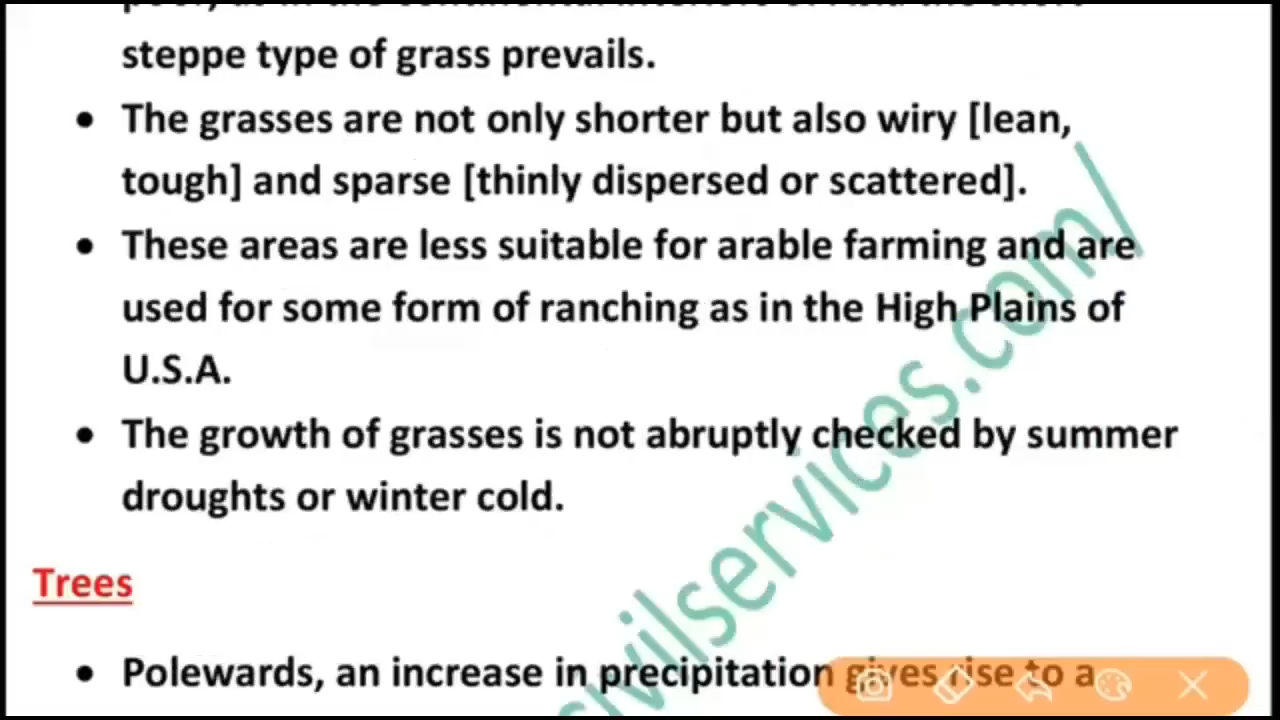 steppe type of grass prevails.
• The grasses are not only shorter but also wiry [lean,
tough] and sparse [thinly dispersed or scattered].
• These areas are less suitable for arable farming and are
used for some form of ranching as in the High Plains of
U.S.A.
• The growth of grasses is not abruptly checked by summer
droughts or winter cold.
Trees
• Polewards, an increase in precipitation gives rise to a
vilservices.com/